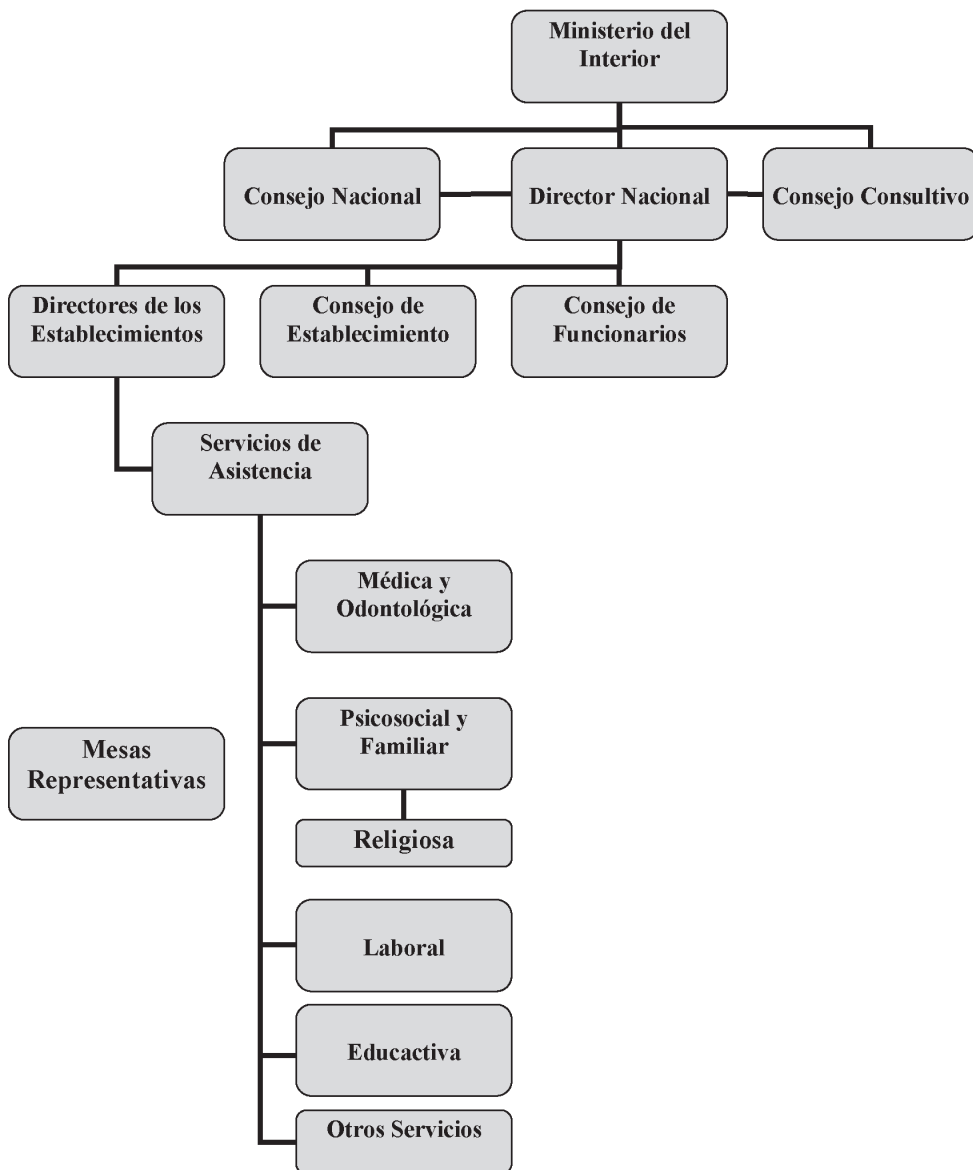 Ministerio del
Interior
Consejo Nacional
Director Nacional
Consejo Consultivo
Directores de los
Establecimientos
Consejo de
Establecimiento
Consejo de
Funcionarios
Servicios de
Asistencia
Médica y
Odontológica
Psicosocial y
Familiar
Mesas
Representativas
Religiosa
Laboral
Educactiva
Otros Servicios